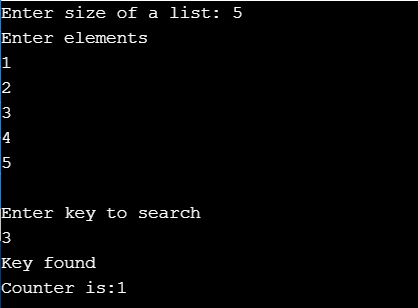 Enter size of a list: 5
Enter elements
1
2
3
4
5
Enter key to search
3
Key found
Counter is:1